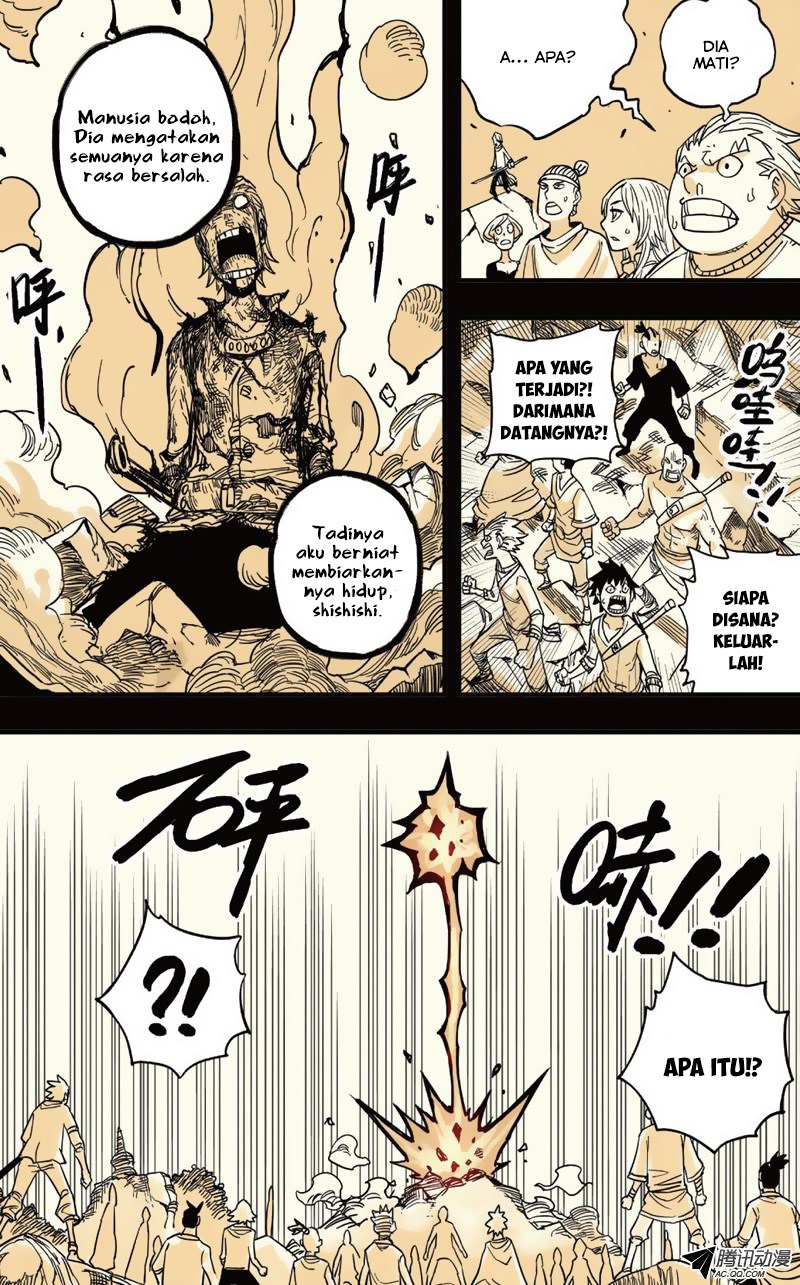 Manusia bodoh,
Dia mengatakan
semuanya karena
rasa bersalah.
呼—
呼—
Tadinya
aku berniat
membiarkan-
nya hidup,
shishishi.
A... APA?
DIA
MATI?
APA YANG
TERJADI?!
DARIMANA
DATANGNYA?!
呜哇哇!!
SIAPA
DISANA?
KELUAR-
LAH!
砰
哇!!
?!
APA ITU!?
腾讯动漫
AC.QQ.COM